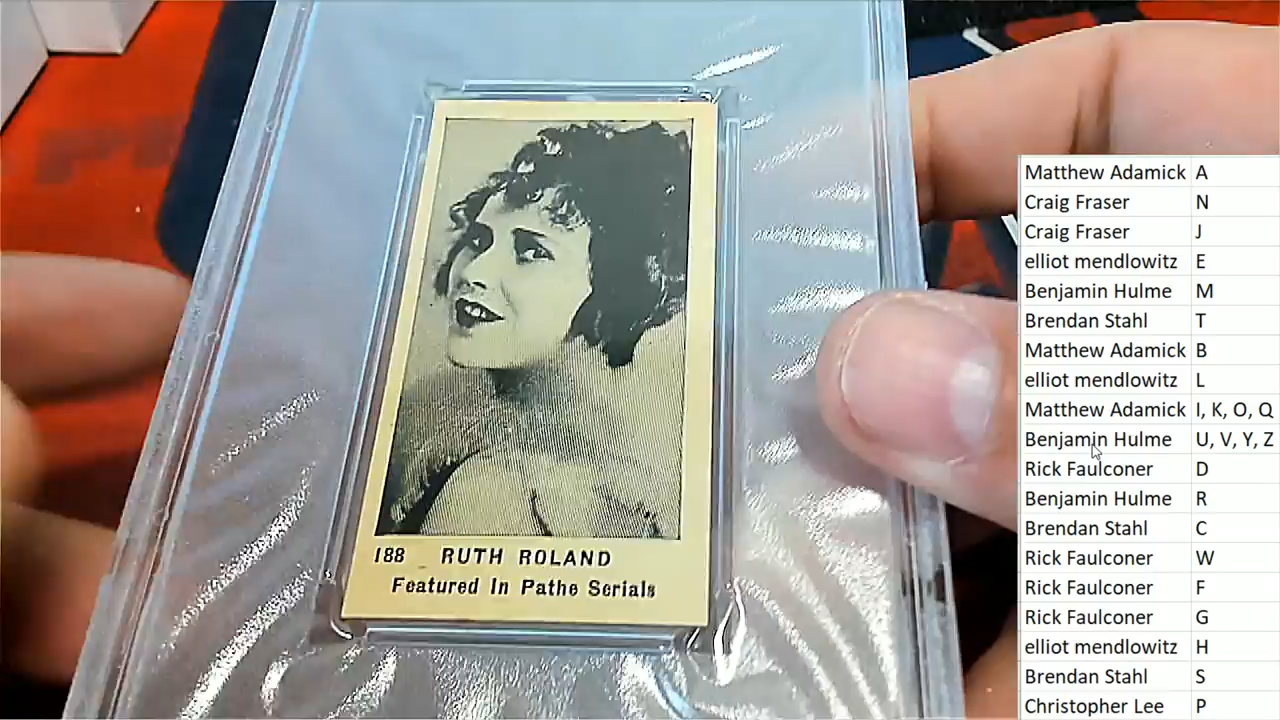 188 RUTH ROLAND
Featured In Pathe Serials
Matthew Adamick A
Craig Fraser N
Craig Fraser J
elliot mendlowitz E
Benjamin Hulme M
Brendan Stahl T
Matthew Adamick B
elliot mendlowitz L
Matthew Adamick I, K, O, Q
Benjamin Hulme U, V, Y, Z
Rick Faulconer D
Benjamin Hulme R
Brendan Stahl C
Rick Faulconer W
Rick Faulconer F
Rick Faulconer G
elliot mendlowitz H
Brendan Stahl S
Christopher Lee P